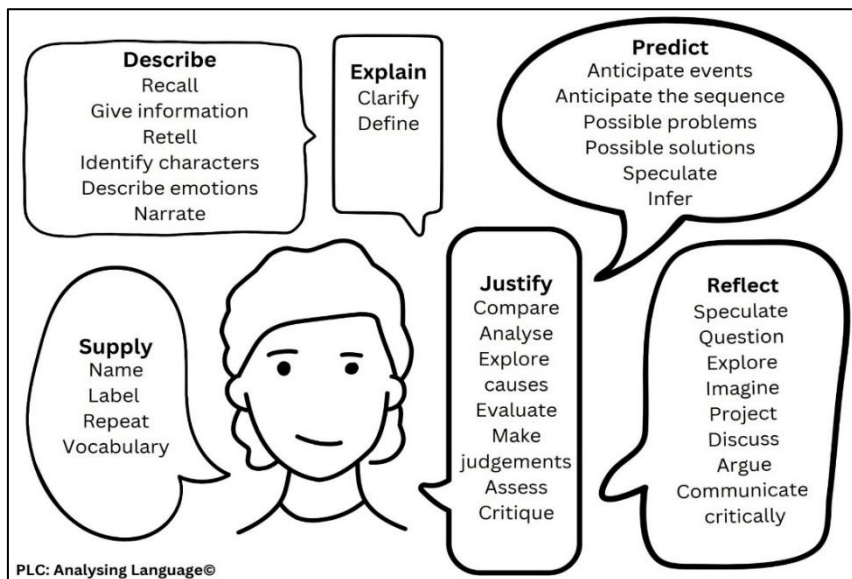 Describe
Recall
Give information
Retell
Identify characters
Describe emotions
Narrate
Explain
Clarify
Define
Predict
Anticipate events
Anticipate the sequence
Possible problems
Possible solutions
Speculate
Infer
Supply
Name
Label
Repeat
Vocabulary
Justify
Compare
Analyse
Explore
causes
Evaluate
Make
judgements
Assess
Critique
Reflect
Speculate
Question
Explore
Imagine
Project
Discuss
Argue
Communicate
critically
PLC: Analysing Language©